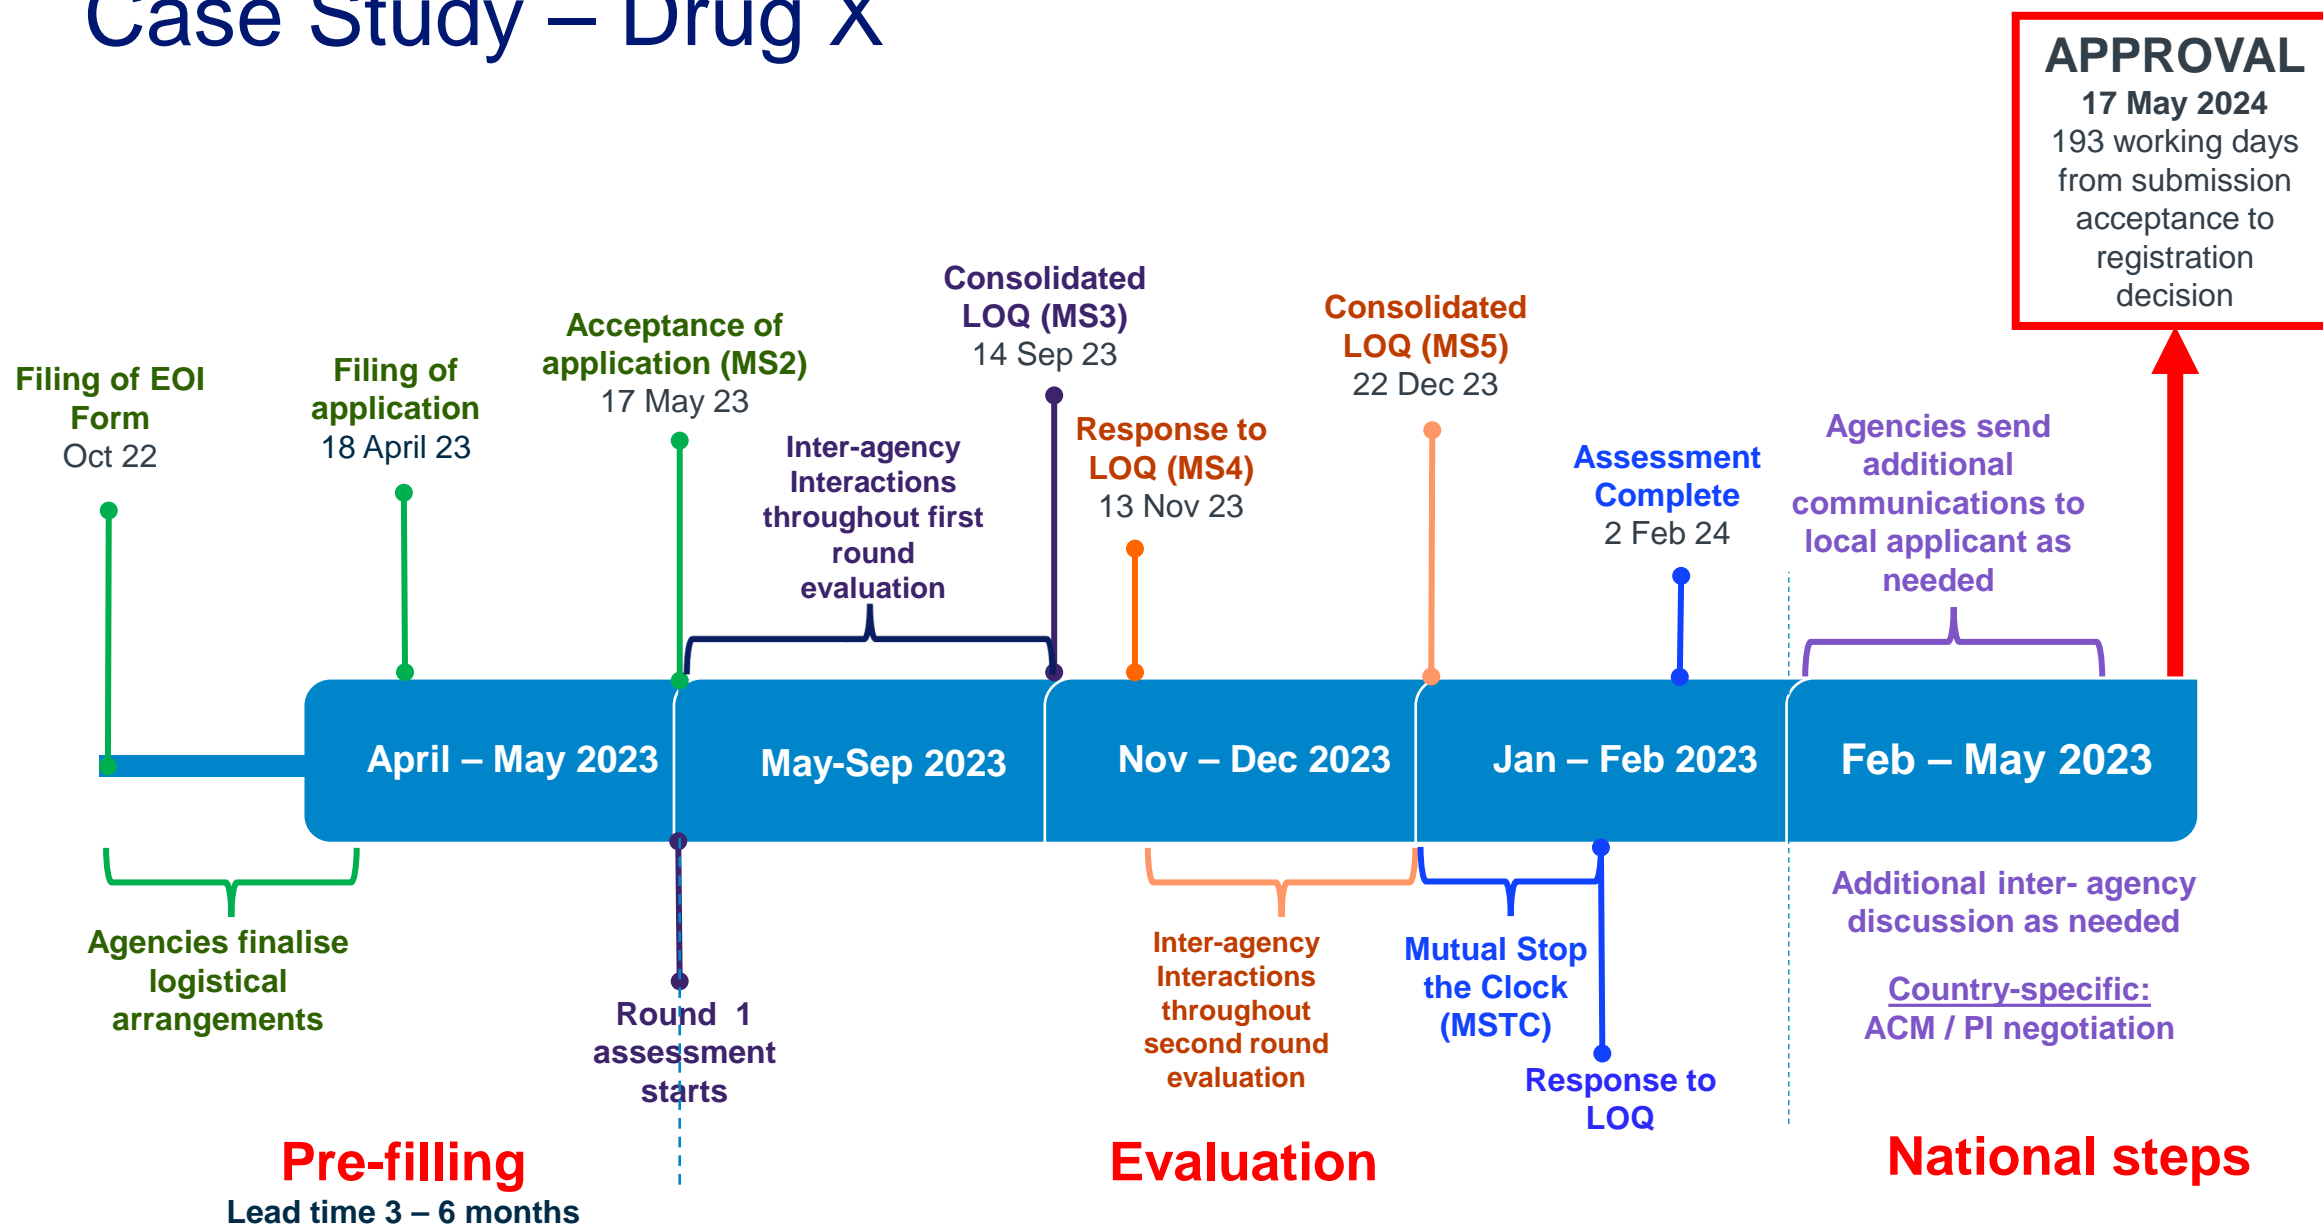 Case Study – Drug X
APPROVAL
17 May 2024
193 working days
from submission
acceptance to
registration
decision
Filing of EOI
Form
Oct 22
Filing of
application
18 April 23
Acceptance of
application (MS2)
17 May 23
Inter-agency
Interactions
throughout first
round
evaluation
Consolidated
LOQ (MS3)
14 Sep 23
Response to
LOQ (MS4)
13 Nov 23
Consolidated
LOQ (MS5)
22 Dec 23
Assessment
Complete
2 Feb 24
Agencies send
additional
communications to
local applicant as
needed
April – May 2023
May-Sep 2023
Nov – Dec 2023
Jan – Feb 2023
Feb – May 2023
Agencies finalise
logistical
arrangements
Round 1
assessment
starts
Inter-agency
Interactions
throughout
second round
evaluation
Mutual Stop
the Clock
(MSTC)
Response to
LOQ
Additional inter- agency
discussion as needed
Country-specific:
ACM / PI negotiation
Pre-filling
Lead time 3 – 6 months
Evaluation
National steps